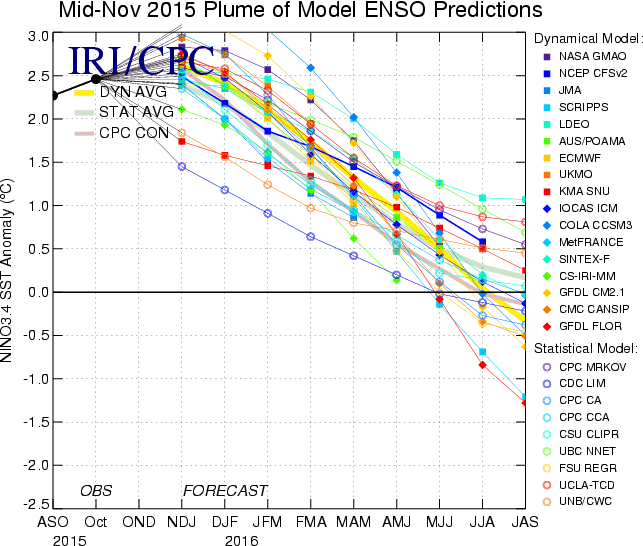 Mid-Nov 2015 Plume of Model ENSO Predictions
NINO3.4 SST Anomaly (°C)
3.0
2.5
2.0
1.5
1.0
0.5
0.0
-0.5
-1.0
-1.5
-2.0
-2.5
IRI/CPC
DYN AVG
STAT AVG
CPC CON
OBS FORECAST
ASO Oct OND NDJ DJF JFM FMA MAM AMJ MJJ JJA JAS
2015 2016
Dynamical Model:
NASA GMAO
NCEP CFSv2
JMA
SCRIPPS
LDEO
AUS/POAMA
ECMWF
UKMO
KMA SNU
IOCAS ICM
COLA CCSM3
MetFRANCE
SINTEX-F
CS-IRI-MM
GFDL CM2.1
CMC CANSIP
GFDL FLOR
Statistical Model:
CPC MRKOV
CDC LIM
CPC CA
CPC CCA
CSU CLIPR
UBC NNET
FSU REGR
UCLA-TCD
UNB/CWC